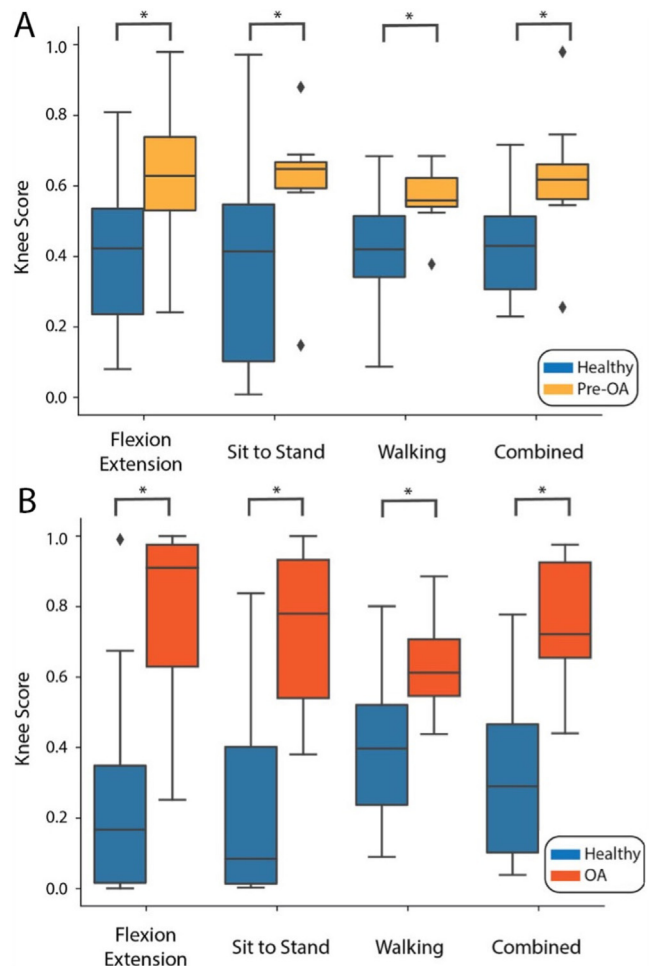 A
* * * *
1.0
0.8
0.6
0.4
0.2
0.0
Knee Score
Healthy
Pre-OA
Flexion
Extension
Sit to Stand
Walking
Combined
B
* * * *
1.0
0.8
0.6
0.4
0.2
0.0
Knee Score
Healthy
OA
Flexion
Extension
Sit to Stand
Walking
Combined